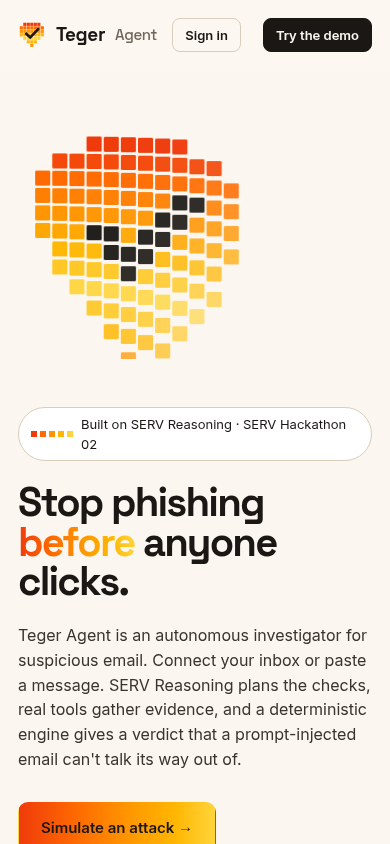 Teger Agent Sign in Try the demo
Built on SERV Reasoning · SERV Hackathon
02
Stop phishing
before anyone
clicks.
Teger Agent is an autonomous investigator for
suspicious email. Connect your inbox or paste
a message. SERV Reasoning plans the checks,
real tools gather evidence, and a deterministic
engine gives a verdict that a prompt-injected
email can't talk its way out of.
Simulate an attack →